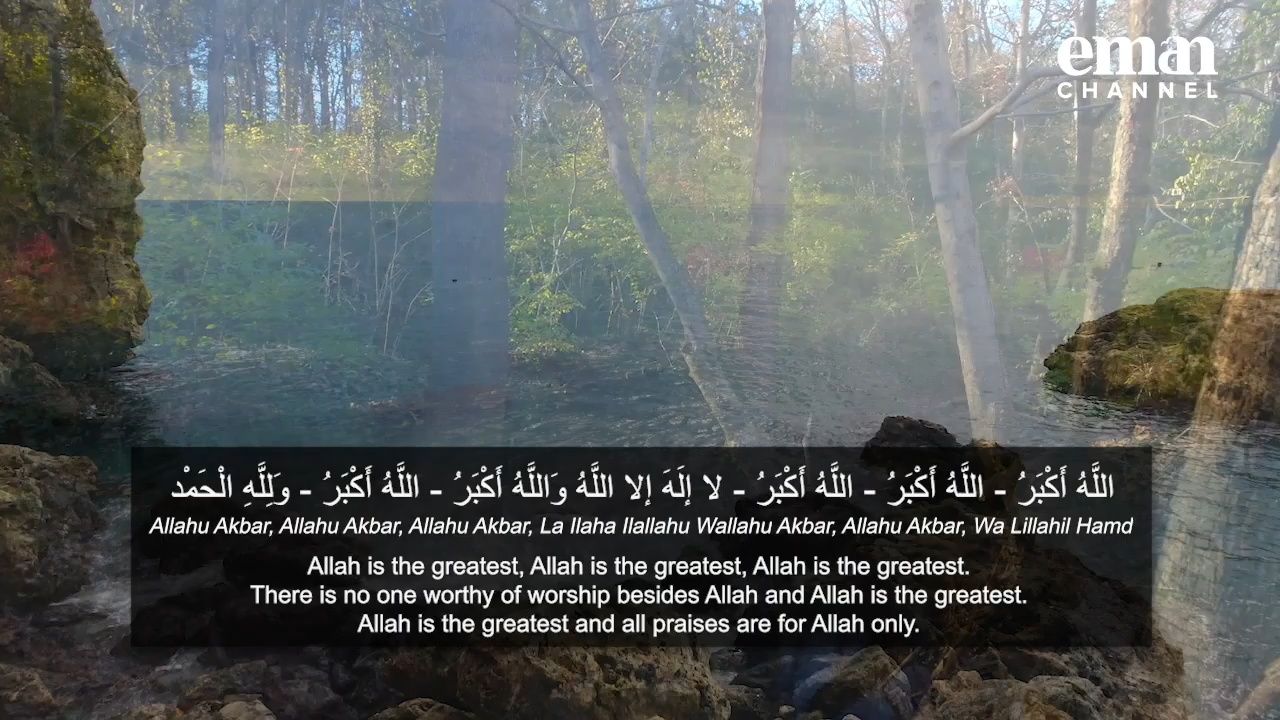 eman
CHANNEL
اللَّهُ أَكْبَرُ - اللَّهُ أَكْبَرُ - اللَّهُ أَكْبَرُ - لا إِلَهَ إِلا اللَّهُ وَاللَّهُ أَكْبَرُ - اللَّهُ أَكْبَرُ - وَلِلَّهِ الْحَمْد
Allahu Akbar, Allahu Akbar, Allahu Akbar, La Ilaha Ilallahu Wallahu Akbar, Allahu Akbar, Wa Lillahil Hamd
Allah is the greatest, Allah is the greatest, Allah is the greatest.
There is no one worthy of worship besides Allah and Allah is the greatest.
Allah is the greatest and all praises are for Allah only.